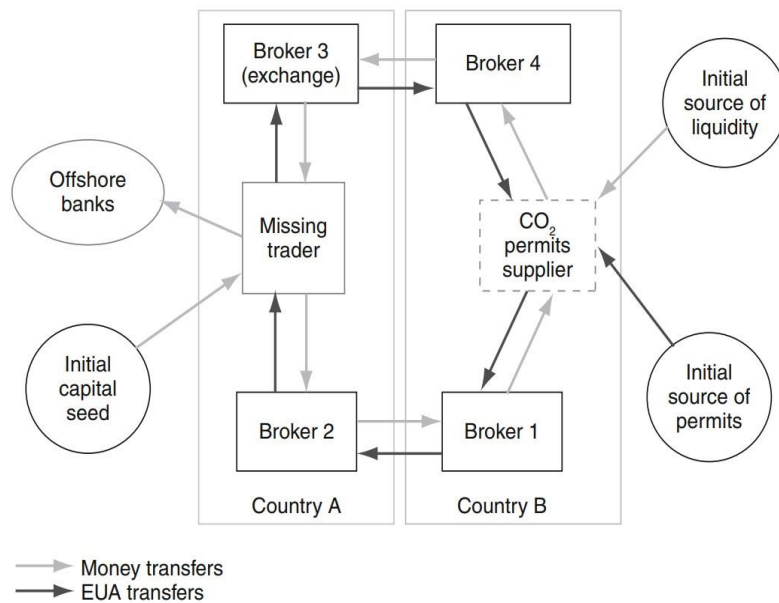 Broker 3
(exchange)
Broker 4
Initial
source of
liquidity
Offshore
banks
Missing
trader
CO2
permits
supplier
Initial
capital
seed
Initial
source of
permits
Broker 2
Broker 1
Country A
Country B
Money transfers
EUA transfers